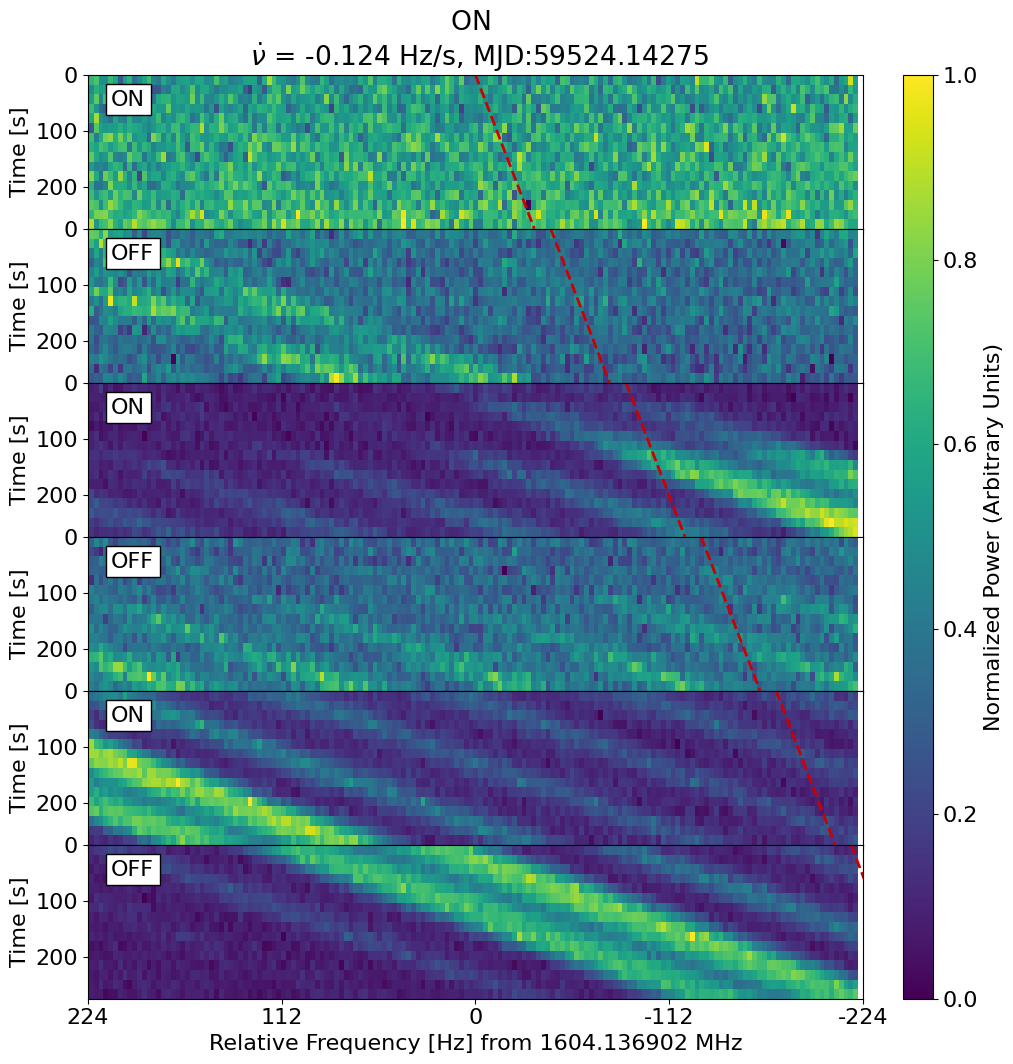 ON
ν̇ = -0.124 Hz/s, MJD:59524.14275
0
100
200
Time [s]
ON
0
100
200
Time [s]
OFF
0
100
200
Time [s]
ON
0
100
200
Time [s]
OFF
0
100
200
Time [s]
ON
0
100
200
Time [s]
OFF
224 112 0 -112 -224
Relative Frequency [Hz] from 1604.136902 MHz
1.0
0.8
0.6
0.4
0.2
0.0
Normalized Power (Arbitrary Units)